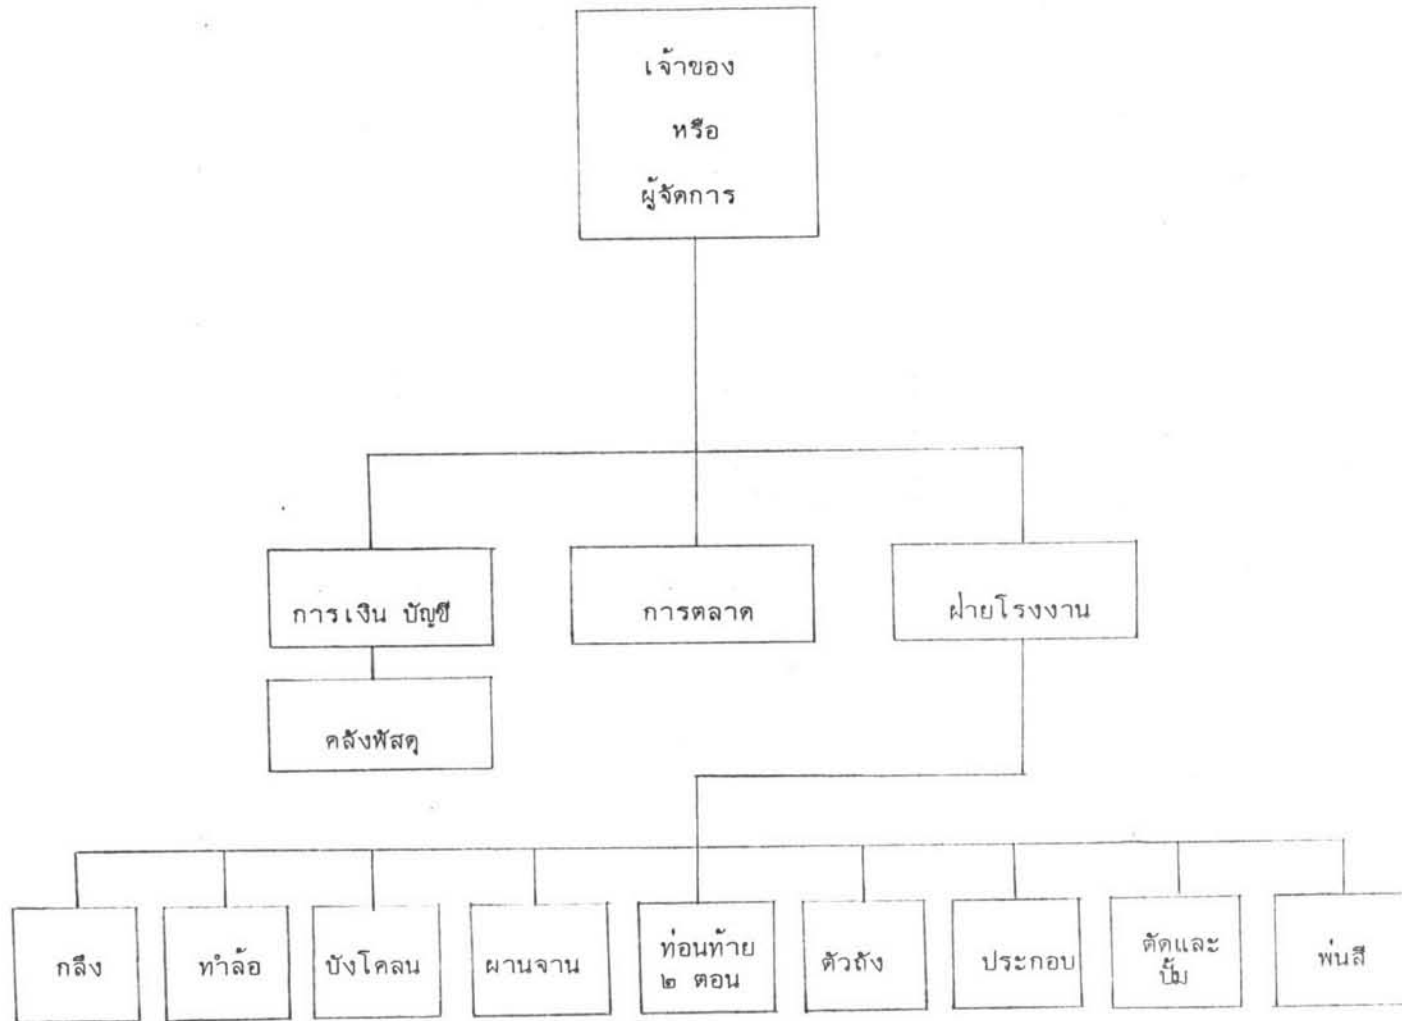 เจ้าของ
หรือ
ผู้จัดการ
การเงิน บัญชี
การตลาด
ฝ่ายโรงงาน
คลังพัสดุ
กลึง
ทำล้อ
บังโคลน
ผานจาน
ท่อนท้าย
๒ ตอน
ตัวถัง
ประกอบ
ตัดและ
ปั้ม
พ่นสี